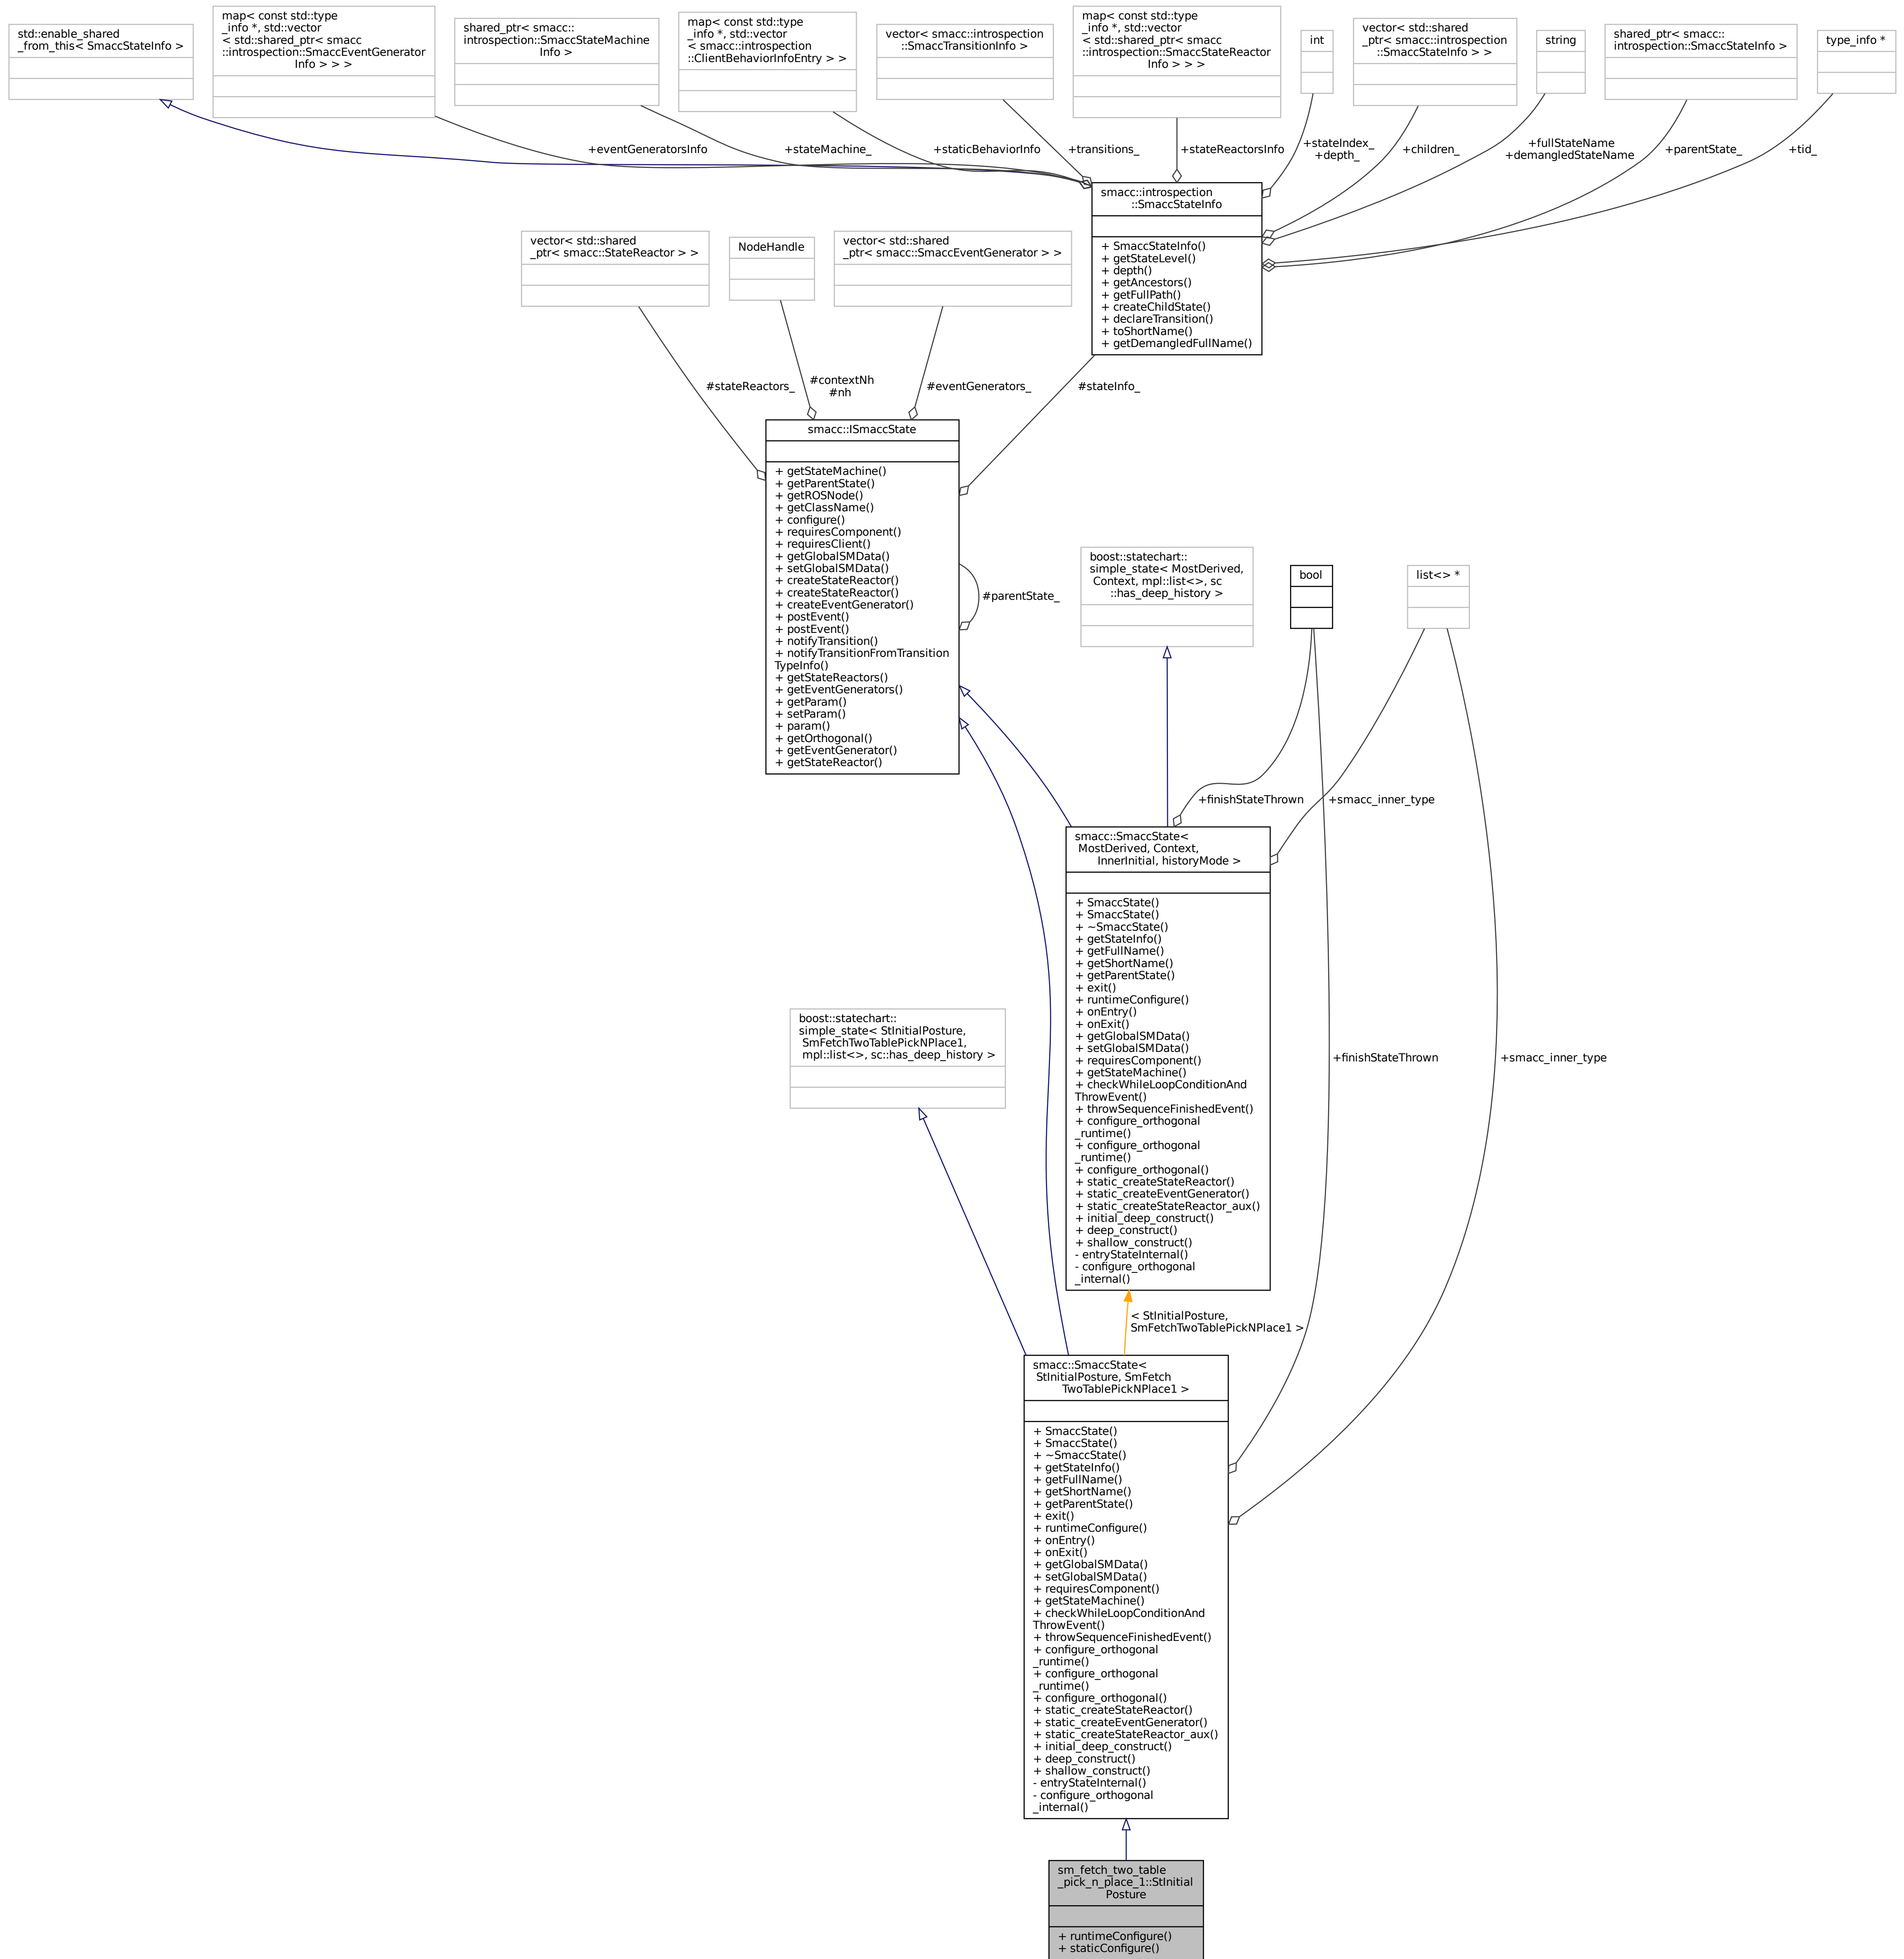 std::enable_shared
_from_this< SmaccStateInfo >
map< const std::type
_info *, std::vector
< std::shared_ptr< smacc
::introspection::SmaccEventGenerator
Info > > >
shared_ptr< smacc::
introspection::SmaccStateMachine
Info >
map< const std::type
_info *, std::vector
< smacc::introspection
::ClientBehaviorInfoEntry > >
vector< smacc::introspection
::SmaccTransitionInfo >
map< const std::type
_info *, std::vector
< std::shared_ptr< smacc
::introspection::SmaccStateReactor
Info > > >
int
vector< std::shared
_ptr< smacc::introspection
::SmaccStateInfo > >
string
shared_ptr< smacc::
introspection::SmaccStateInfo >
type_info *
+eventGeneratorsInfo
+stateMachine_
+staticBehaviorInfo
+transitions_
+stateReactorsInfo
+stateIndex_
+depth_
+children_
+fullStateName
+demangledStateName
+parentState_
+tid_
smacc::introspection
::SmaccStateInfo
+ SmaccStateInfo()
+ getStateLevel()
+ depth()
+ getAncestors()
+ getFullPath()
+ createChildState()
+ declareTransition()
+ toShortName()
+ getDemangledFullName()
vector< std::shared
_ptr< smacc::StateReactor > >
NodeHandle
vector< std::shared
_ptr< smacc::SmaccEventGenerator > >
#stateReactors_
#contextNh
#nh
#eventGenerators_
#stateInfo_
smacc::ISmaccState
+ getStateMachine()
+ getParentState()
+ getROSNode()
+ getClassName()
+ configure()
+ requiresComponent()
+ requiresClient()
+ getGlobalSMData()
+ setGlobalSMData()
+ createStateReactor()
+ createStateReactor()
+ createEventGenerator()
+ postEvent()
+ postEvent()
+ notifyTransition()
+ notifyTransitionFromTransition
TypeInfo()
+ getStateReactors()
+ getEventGenerators()
+ getParam()
+ setParam()
+ param()
+ getOrthogonal()
+ getEventGenerator()
+ getStateReactor()
#parentState_
boost::statechart::
simple_state< MostDerived,
Context, mpl::list<>, sc
::has_deep_history >
bool
list<> *
+finishStateThrown
+smacc_inner_type
smacc::SmaccState<
MostDerived, Context,
InnerInitial, historyMode >
+ SmaccState()
+ SmaccState()
+ ~SmaccState()
+ getStateInfo()
+ getFullName()
+ getShortName()
+ getParentState()
+ exit()
+ runtimeConfigure()
+ onEntry()
+ onExit()
+ getGlobalSMData()
+ setGlobalSMData()
+ requiresComponent()
+ getStateMachine()
+ checkWhileLoopConditionAnd
ThrowEvent()
+ throwSequenceFinishedEvent()
+ configure_orthogonal
_runtime()
+ configure_orthogonal
_runtime()
+ configure_orthogonal()
+ static_createStateReactor()
+ static_createEventGenerator()
+ static_createStateReactor_aux()
+ initial_deep_construct()
+ deep_construct()
+ shallow_construct()
- entryStateInternal()
- configure_orthogonal
_internal()
boost::statechart::
simple_state< StInitialPosture,
SmFetchTwoTablePickNPlace1,
mpl::list<>, sc::has_deep_history >
+finishStateThrown
+smacc_inner_type
< StInitialPosture,
SmFetchTwoTablePickNPlace1 >
smacc::SmaccState<
StInitialPosture, SmFetch
TwoTablePickNPlace1 >
+ SmaccState()
+ SmaccState()
+ ~SmaccState()
+ getStateInfo()
+ getFullName()
+ getShortName()
+ getParentState()
+ exit()
+ runtimeConfigure()
+ onEntry()
+ onExit()
+ getGlobalSMData()
+ setGlobalSMData()
+ requiresComponent()
+ getStateMachine()
+ checkWhileLoopConditionAnd
ThrowEvent()
+ throwSequenceFinishedEvent()
+ configure_orthogonal
_runtime()
+ configure_orthogonal
_runtime()
+ configure_orthogonal()
+ static_createStateReactor()
+ static_createEventGenerator()
+ static_createStateReactor_aux()
+ initial_deep_construct()
+ deep_construct()
+ shallow_construct()
- entryStateInternal()
- configure_orthogonal
_internal()
sm_fetch_two_table
_pick_n_place_1::StInitial
Posture
+ runtimeConfigure()
+ staticConfigure()